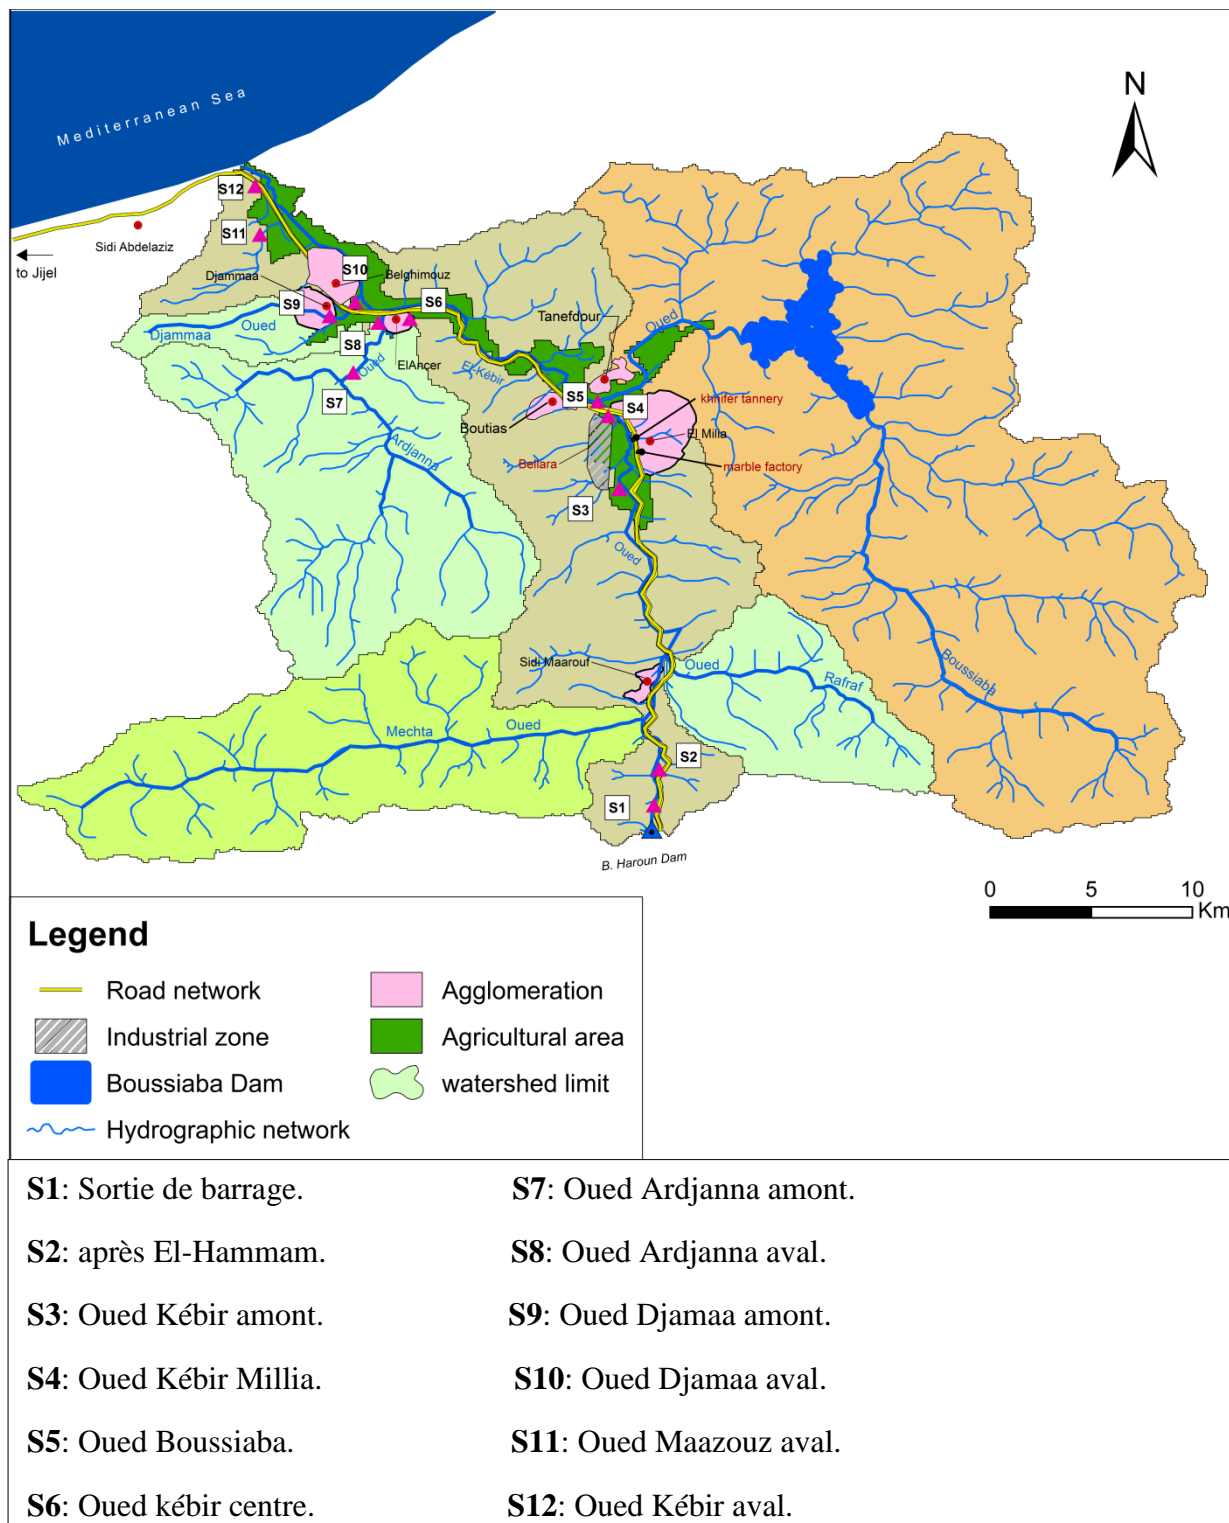 N
Mediterranean Sea
S12
S11
Sidi Abdelaziz
to Jijel
Djammaa
S10
Belghimouz
S9
S6
Oued
Djammaa
S8
ElAnçer
Oued
S7
Ardjanna
Tanefdour
Oued
El-Kébir
S5
S4
khnifer tannery
Boutias
El Milia
Bellara
marble factory
S3
Oued
Sidi Maarouf
Oued
Rafraf
Boussiaba
Mechta
Oued
S2
S1
B. Haroun Dam
0 5 10
Km
Legend
Road network
Agglomeration
Industrial zone
Agricultural area
Boussiaba Dam
watershed limit
Hydrographic network
S1: Sortie de barrage. S7: Oued Ardjanna amont.
S2: après El-Hammam. S8: Oued Ardjanna aval.
S3: Oued Kébir amont. S9: Oued Djamaa amont.
S4: Oued Kébir Millia. S10: Oued Djamaa aval.
S5: Oued Boussiaba. S11: Oued Maazouz aval.
S6: Oued kébir centre. S12: Oued Kébir aval.